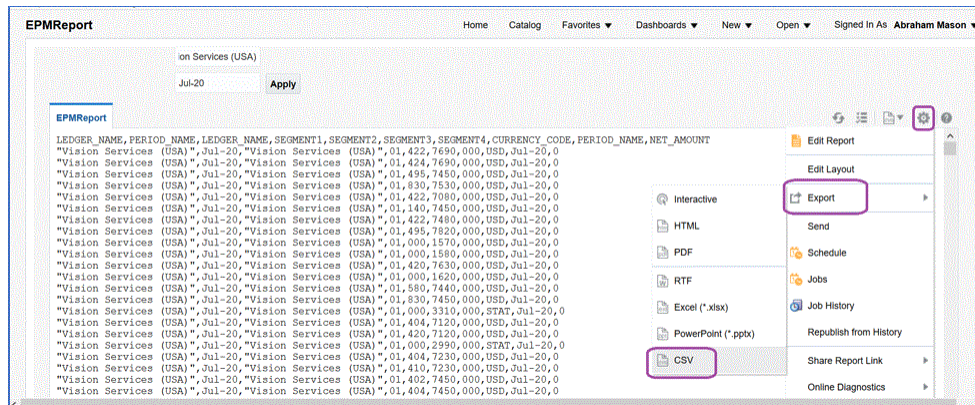 EPMReport
Home Catalog Favorites Dashboards New Open Signed In As Abraham Mason
ion Services (USA)
Jul-20 Apply
EPMReport
LEDGER_NAME,PERIOD_NAME,LEDGER_NAME,SEGMENT1,SEGMENT2,SEGMENT3,SEGMENT4,CURRENCY_CODE,PERIOD_NAME,NET_AMOUNT
"Vision Services (USA)",Jul-20,"Vision Services (USA)",01,422,7690,000,USD,Jul-20,0
"Vision Services (USA)",Jul-20,"Vision Services (USA)",01,424,7690,000,USD,Jul-20,0
"Vision Services (USA)",Jul-20,"Vision Services (USA)",01,495,7450,000,USD,Jul-20,0
"Vision Services (USA)",Jul-20,"Vision Services (USA)",01,830,7530,000,USD,Jul-20,0
"Vision Services (USA)",Jul-20,"Vision Services (USA)",01,422,7080,000,USD,Jul-20,0
"Vision Services (USA)",Jul-20,"Vision Services (USA)",01,140,7450,000,USD,Jul-20,0
"Vision Services (USA)",Jul-20,"Vision Services (USA)",01,422,7480,000,USD,Jul-20,0
"Vision Services (USA)",Jul-20,"Vision Services (USA)",01,495,7820,000,USD,Jul-20,0
"Vision Services (USA)",Jul-20,"Vision Services (USA)",01,000,1570,000,USD,Jul-20,0
"Vision Services (USA)",Jul-20,"Vision Services (USA)",01,000,1580,000,USD,Jul-20,0
"Vision Services (USA)",Jul-20,"Vision Services (USA)",01,420,7630,000,USD,Jul-20,0
"Vision Services (USA)",Jul-20,"Vision Services (USA)",01,000,1620,000,USD,Jul-20,0
"Vision Services (USA)",Jul-20,"Vision Services (USA)",01,580,7440,000,USD,Jul-20,0
"Vision Services (USA)",Jul-20,"Vision Services (USA)",01,830,7450,000,USD,Jul-20,0
"Vision Services (USA)",Jul-20,"Vision Services (USA)",01,000,3310,000,STAT,Jul-20,0
"Vision Services (USA)",Jul-20,"Vision Services (USA)",01,404,7120,000,USD,Jul-20,0
"Vision Services (USA)",Jul-20,"Vision Services (USA)",01,420,7120,000,USD,Jul-20,0
"Vision Services (USA)",Jul-20,"Vision Services (USA)",01,000,2990,000,STAT,Jul-20,0
"Vision Services (USA)",Jul-20,"Vision Services (USA)",01,404,7230,000,USD,Jul-20,0
"Vision Services (USA)",Jul-20,"Vision Services (USA)",01,410,7230,000,USD,Jul-20,0
"Vision Services (USA)",Jul-20,"Vision Services (USA)",01,402,7450,000,USD,Jul-20,0
"Vision Services (USA)",Jul-20,"Vision Services (USA)",01,404,7450,000,USD,Jul-20,0
Interactive
HTML
PDF
RTF
Excel (*.xlsx)
PowerPoint (*.pptx)
CSV
Edit Report
Edit Layout
Export
Send
Schedule
Jobs
Job History
Republish from History
Share Report Link
Online Diagnostics